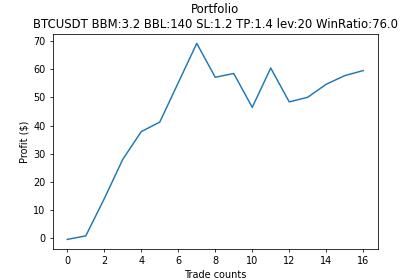 Portfolio
BTCUSDT BBM:3.2 BBL:140 SL:1.2 TP:1.4 lev:20 WinRatio:76.0
70
60
50
40
30
20
10
0
Profit ($)
0 2 4 6 8 10 12 14 16
Trade counts